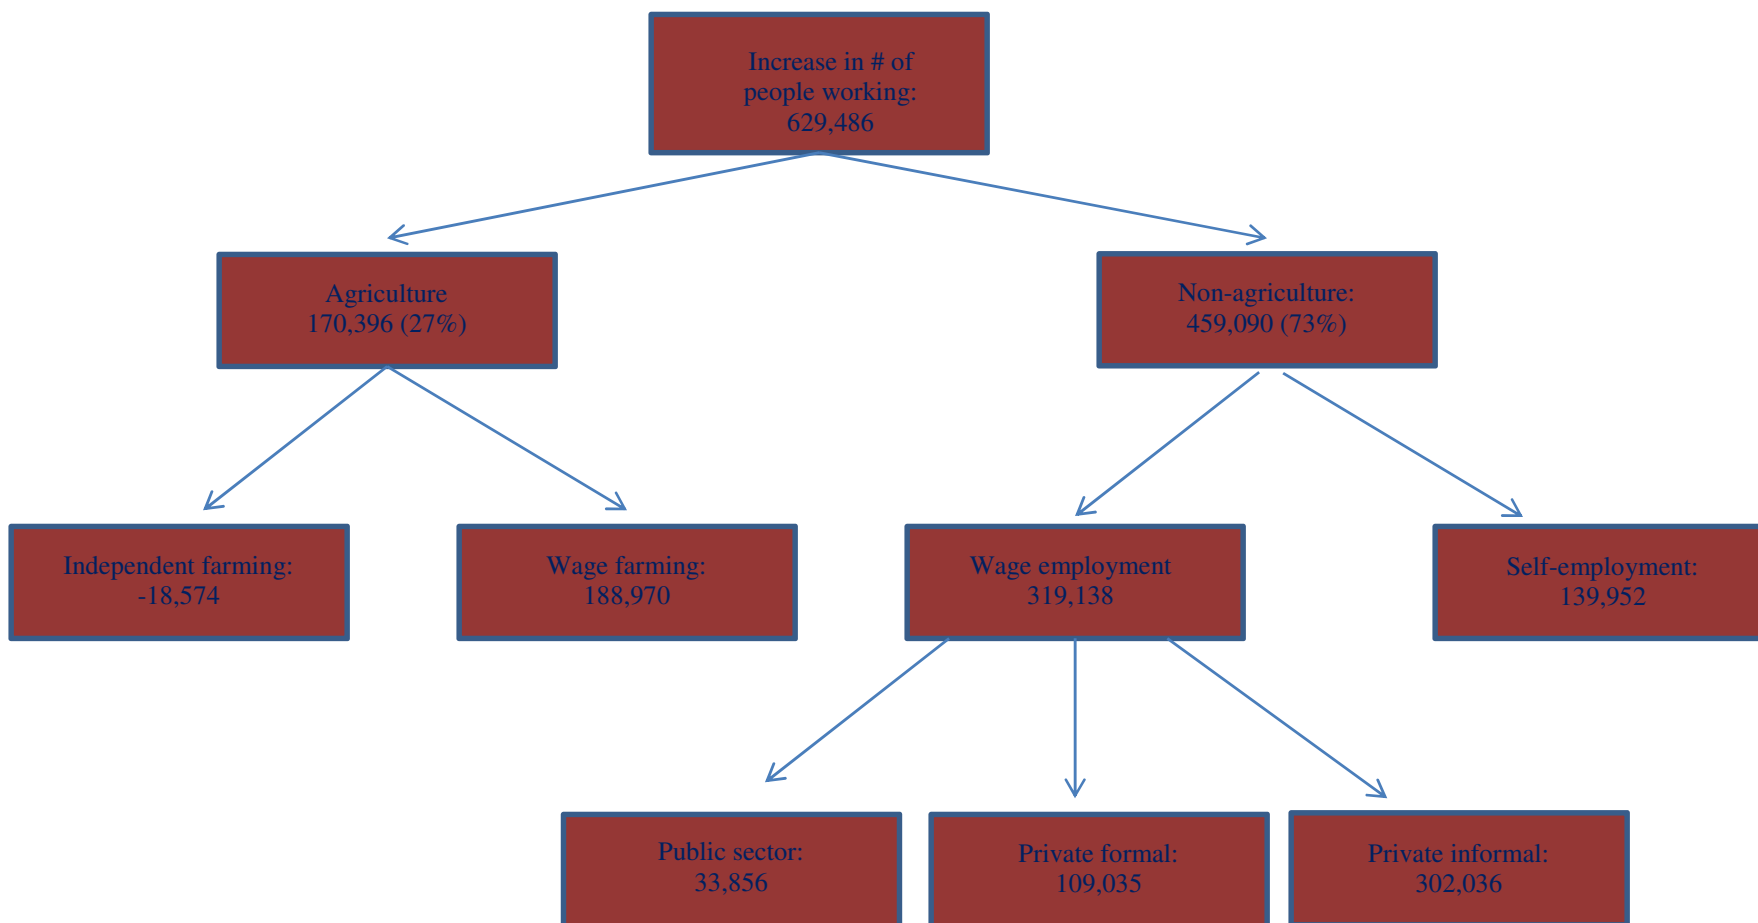 Increase in # of
people working:
629,486
Agriculture
170,396 (27%)
Non-agriculture:
459,090 (73%)
Independent farming:
-18,574
Wage farming:
188,970
Wage employment
319,138
Self-employment:
139,952
Public sector:
33,856
Private formal:
109,035
Private informal:
302,036